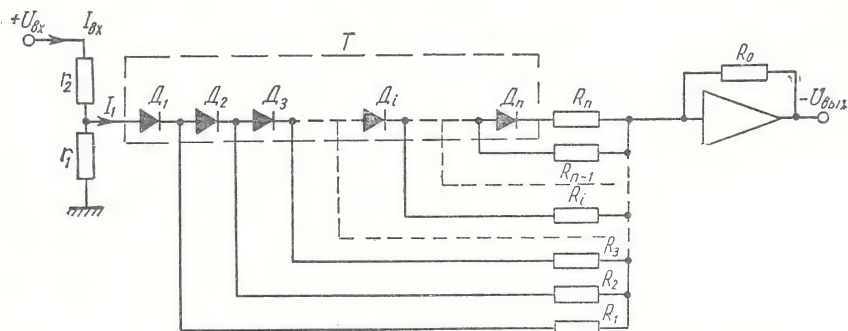 +Uвх
Iвх
T
r2
I1
Д1
Д2
Д3
Дi
Дn
Rn
R0
-Uвых
r1
Rn-1
Ri
R3
R2
R1